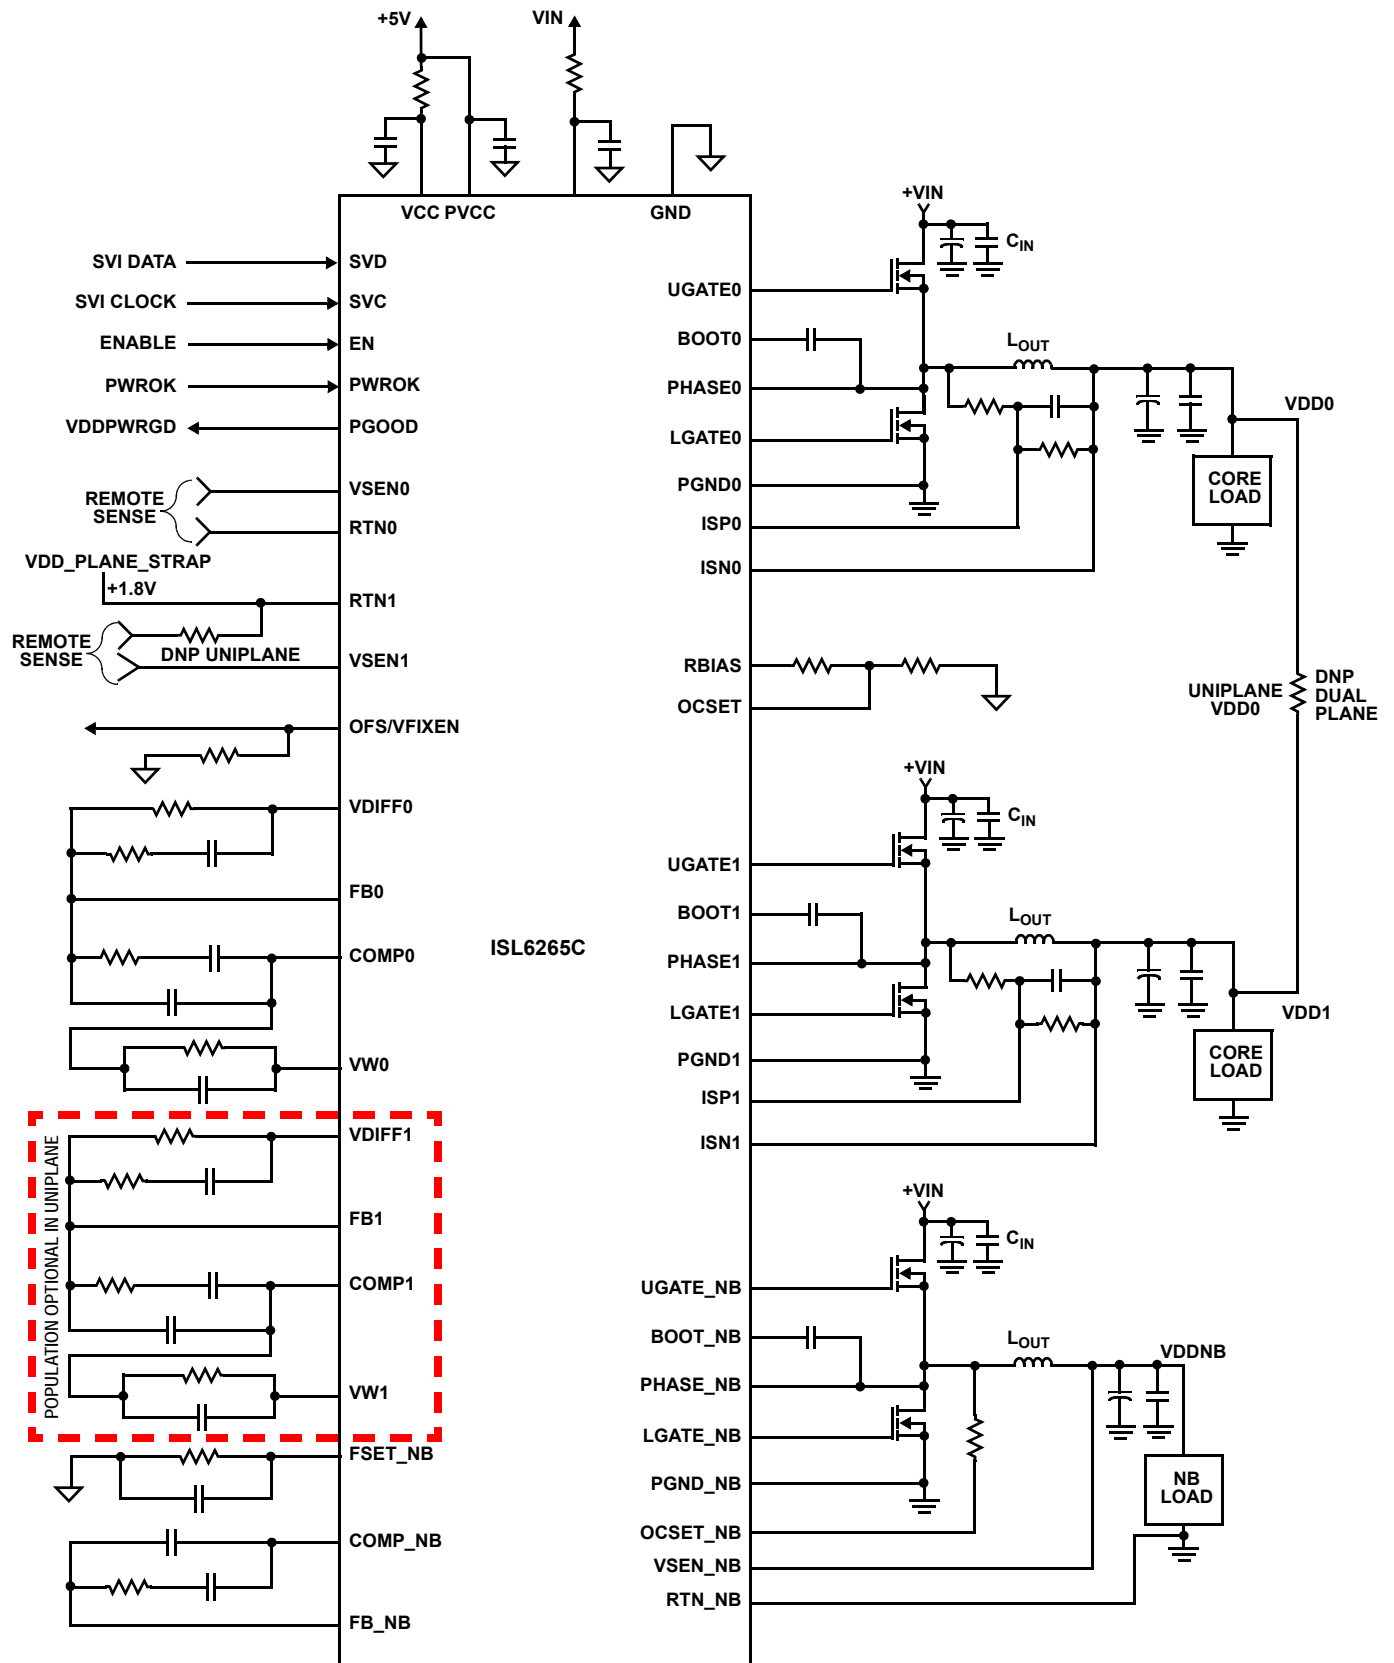 +5V
VIN
VCC PVCC
GND
+VIN
CIN
SVI DATA
SVD
SVI CLOCK
SVC
ENABLE
EN
PWROK
PWROK
VDDPWRGD
PGOOD
REMOTE
SENSE
VSEN0
RTN0
VDD_PLANE_STRAP
+1.8V
RTN1
REMOTE
SENSE
DNP UNIPLANE
VSEN1
OFS/VFIXEN
VDIFF0
FB0
COMP0
VW0
POPULATION OPTIONAL IN UNIPLANE
VDIFF1
FB1
COMP1
VW1
FSET_NB
COMP_NB
FB_NB
ISL6265C
UGATE0
BOOT0
LOUT
PHASE0
VDD0
LGATE0
CORE
LOAD
PGND0
ISP0
ISN0
RBIAS
OCSET
UNIPLANE
VDD0
DNP
DUAL
PLANE
+VIN
CIN
UGATE1
BOOT1
LOUT
PHASE1
LGATE1
VDD1
CORE
LOAD
PGND1
ISP1
ISN1
+VIN
CIN
UGATE_NB
BOOT_NB
LOUT
VDDNB
PHASE_NB
LGATE_NB
PGND_NB
NB
LOAD
OCSET_NB
VSEN_NB
RTN_NB